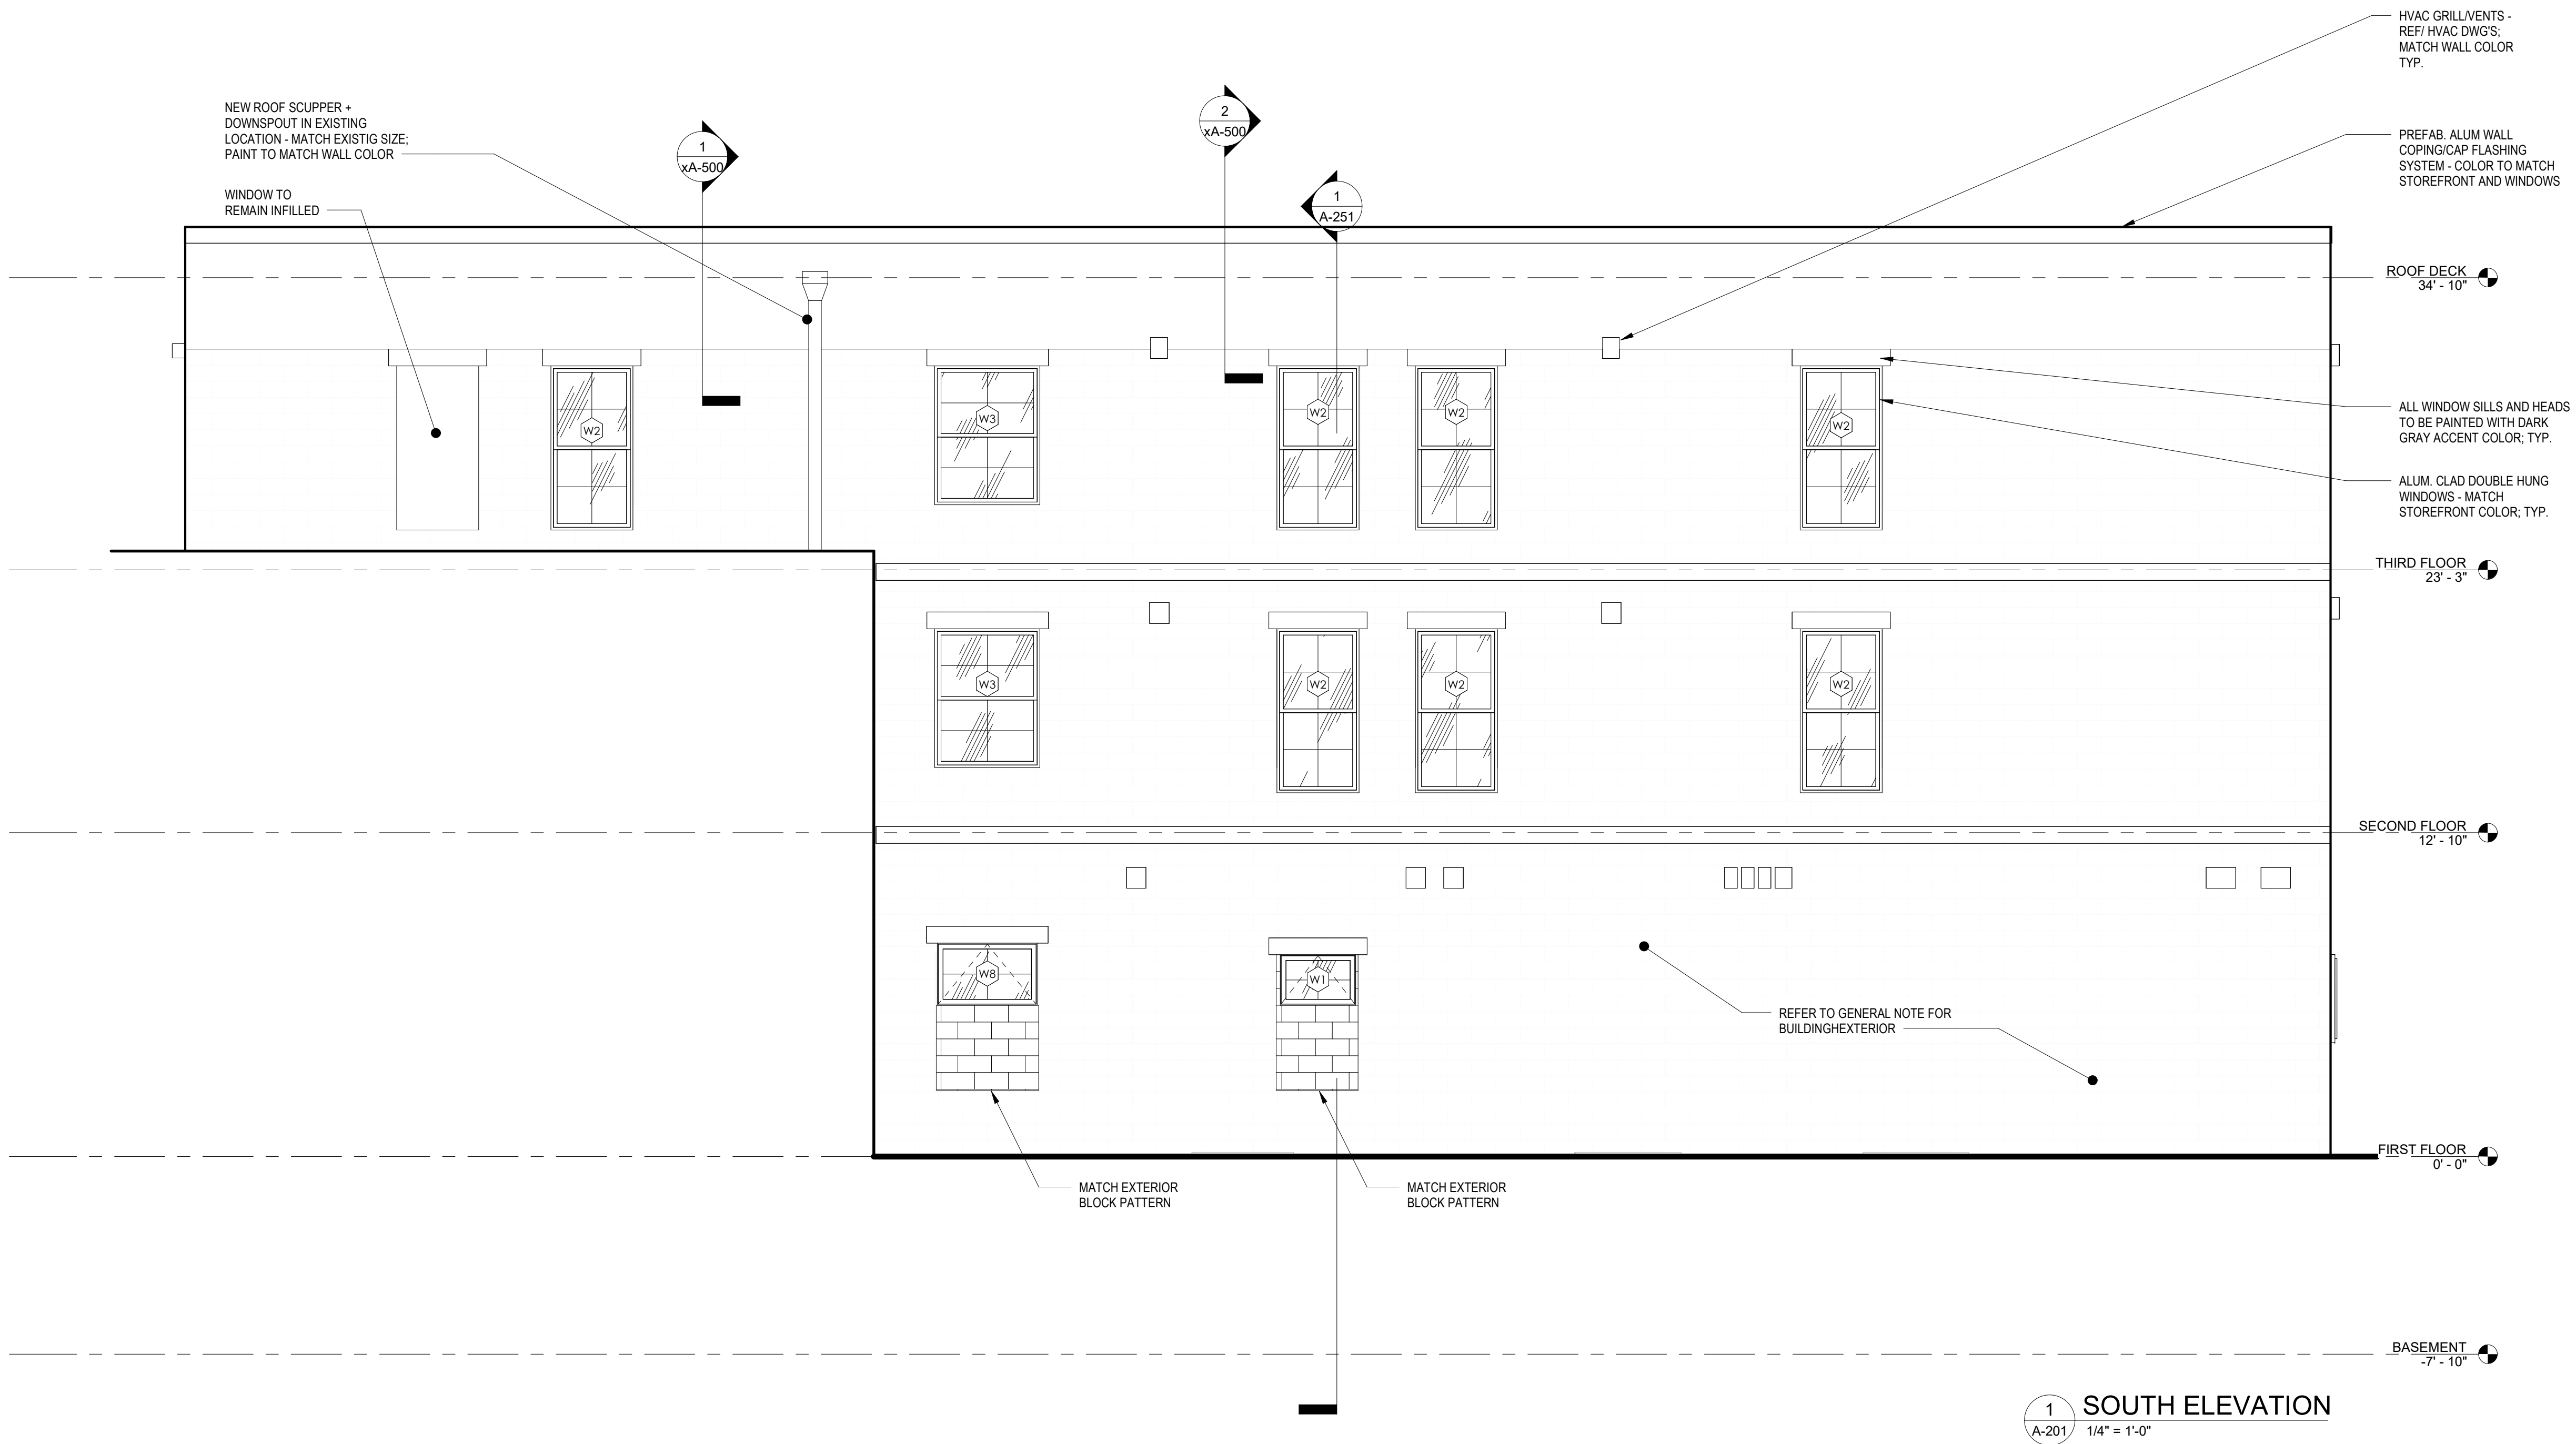 HVAC GRILL/VENTS -
REF/ HVAC DWG'S;
MATCH WALL COLOR
TYP.
NEW ROOF SCUPPER +
DOWNSPOUT IN EXISTING
LOCATION - MATCH EXISTIG SIZE;
PAINT TO MATCH WALL COLOR
WINDOW TO
REMAIN INFILLED
1
xA-500
2
xA-500
1
A-251
PREFAB. ALUM WALL
COPING/CAP FLASHING
SYSTEM - COLOR TO MATCH
STOREFRONT AND WINDOWS
ROOF DECK
34' - 10"
W2
W3
W2
W2
W2
ALL WINDOW SILLS AND HEADS
TO BE PAINTED WITH DARK
GRAY ACCENT COLOR; TYP.
ALUM. CLAD DOUBLE HUNG
WINDOWS - MATCH
STOREFRONT COLOR; TYP.
THIRD FLOOR
23' - 3"
W3
W2
W2
W2
SECOND FLOOR
12' - 10"
W8
W1
REFER TO GENERAL NOTE FOR
BUILDINGHEXTERIOR
FIRST FLOOR
0' - 0"
MATCH EXTERIOR
BLOCK PATTERN
MATCH EXTERIOR
BLOCK PATTERN
BASEMENT
-7' - 10"
1
A-201
SOUTH ELEVATION
1/4" = 1'-0"